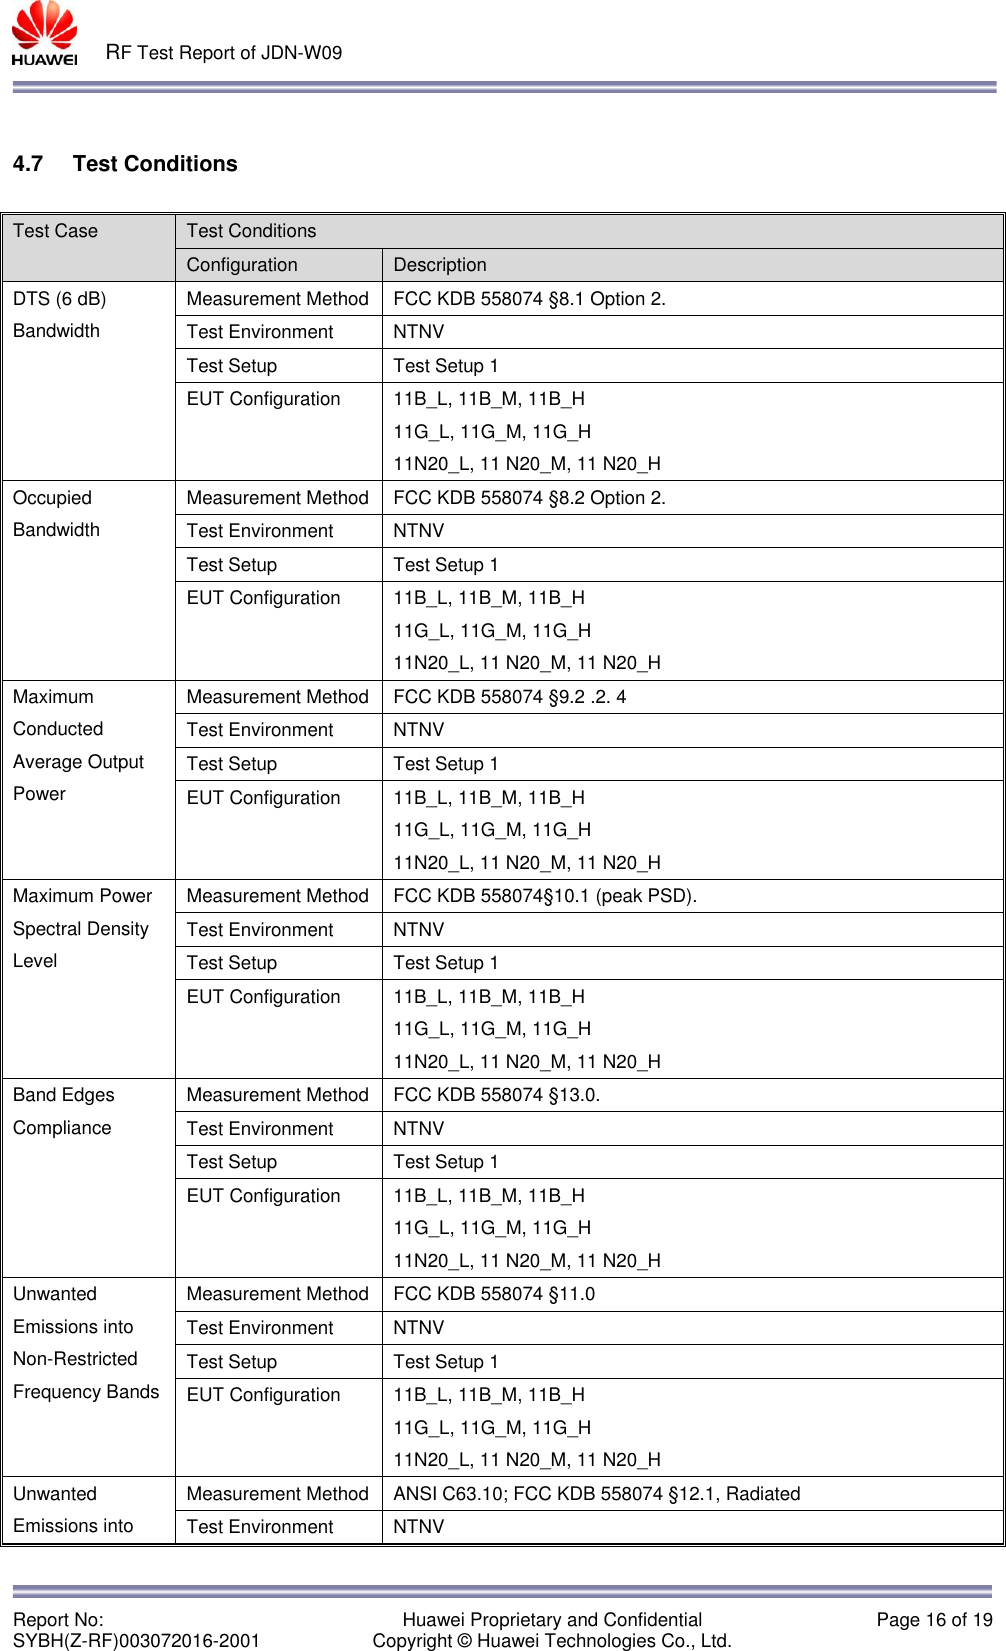 HUAWEI
RF Test Report of JDN-W09
4.7 Test Conditions
Test Case Test Conditions
Configuration Description
DTS (6 dB) Measurement Method FCC KDB 558074 §8.1 Option 2.
Bandwidth Test Environment NTNV
Test Setup Test Setup 1
EUT Configuration 11B_L, 11B_M, 11B_H
11G_L, 11G_M, 11G_H
11N20_L, 11 N20_M, 11 N20_H
Occupied Measurement Method FCC KDB 558074 §8.2 Option 2.
Bandwidth Test Environment NTNV
Test Setup Test Setup 1
EUT Configuration 11B_L, 11B_M, 11B_H
11G_L, 11G_M, 11G_H
11N20_L, 11 N20_M, 11 N20_H
Maximum Measurement Method FCC KDB 558074 §9.2 .2. 4
Conducted Test Environment NTNV
Average Output Test Setup Test Setup 1
Power EUT Configuration 11B_L, 11B_M, 11B_H
11G_L, 11G_M, 11G_H
11N20_L, 11 N20_M, 11 N20_H
Maximum Power Measurement Method FCC KDB 558074§10.1 (peak PSD).
Spectral Density Test Environment NTNV
Level Test Setup Test Setup 1
EUT Configuration 11B_L, 11B_M, 11B_H
11G_L, 11G_M, 11G_H
11N20_L, 11 N20_M, 11 N20_H
Band Edges Measurement Method FCC KDB 558074 §13.0.
Compliance Test Environment NTNV
Test Setup Test Setup 1
EUT Configuration 11B_L, 11B_M, 11B_H
11G_L, 11G_M, 11G_H
11N20_L, 11 N20_M, 11 N20_H
Unwanted Measurement Method FCC KDB 558074 §11.0
Emissions into Test Environment NTNV
Non-Restricted Test Setup Test Setup 1
Frequency Bands EUT Configuration 11B_L, 11B_M, 11B_H
11G_L, 11G_M, 11G_H
11N20_L, 11 N20_M, 11 N20_H
Unwanted Measurement Method ANSI C63.10; FCC KDB 558074 §12.1, Radiated
Emissions into Test Environment NTNV
Report No: Huawei Proprietary and Confidential Page 16 of 19
SYBH(Z-RF)003072016-2001 Copyright © Huawei Technologies Co., Ltd.